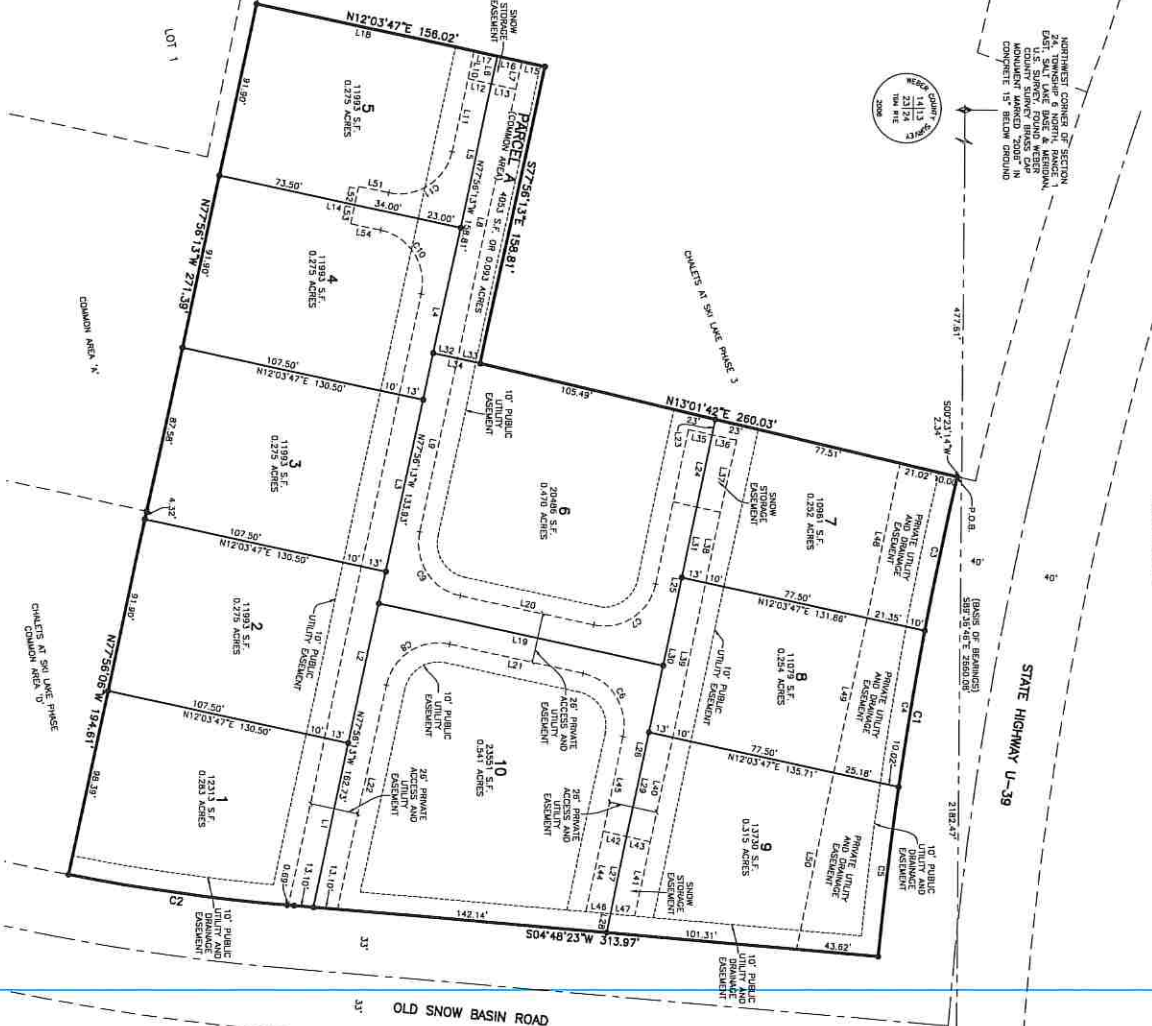 NORTHWEST CORNER OF SECTION
24, TOWNSHIP 6 NORTH, RANGE 1
EAST, SALT LAKE BASE & MERIDIAN,
U.S. SURVEY, FOUND WEBER
COUNTY SURVEY BRASS CAP
MONUMENT MARKED "2006" IN
CONCRETE 15" BELOW GROUND
WEBER COUNTY SURVEY
14 13
23 24
T6N R1E
2006
STATE HIGHWAY U-39
(BASIS OF BEARINGS)
S89°36'46"E 2660.08'
477.61'
2182.47'
S00°23'14"W
2.34'
P.O.B.
40'
40'
CHALETS AT SKI LAKE PHASE 3
LOT 1
COMMON AREA 'A'
CHALETS AT SKI LAKE PHASE
COMMON AREA 'D'
OLD SNOW BASIN ROAD
33'
33'
N12°03'47"E 156.02'
L18
SNOW
STORAGE
EASEMENT
L17
L16
L15
L10
L6
L7
L12
L13
PARCEL A
(COMMON AREA) 4053 S.F. OR 0.093 ACRES
S77°56'13"E 158.81'
L11
L5
N77°56'13"W 158.81'
L8
5
11993 S.F.
0.275 ACRES
91.90'
73.50'
34.00'
23.00'
L51
C11
L52
L53
L14
L54
C10
4
11993 S.F.
0.275 ACRES
91.90'
N77°56'13"W 271.39'
L4
L32
L33
L34
107.50'
N12°03'47"E 130.50'
10'
13'
3
11993 S.F.
0.275 ACRES
87.58'
4.32'
L9
N77°56'13"W 133.93'
L3
107.50'
N12°03'47"E 130.50'
10'
13'
2
11993 S.F.
0.275 ACRES
91.90'
N77°56'06"W 194.61'
10' PUBLIC
UTILITY
EASEMENT
L2
107.50'
N12°03'47"E 130.50'
10'
13'
1
12313 S.F.
0.283 ACRES
98.39'
N77°56'13"W 162.73'
L1
L22
26' PRIVATE
ACCESS AND
UTILITY
EASEMENT
13.10'
13.10'
0.69'
C2
10' PUBLIC
UTILITY AND
DRAINAGE
EASEMENT
10' PUBLIC
UTILITY
EASEMENT
105.49'
N13°01'42"E 260.03'
6
20486 S.F.
0.470 ACRES
C9
L20
C7
L19
L21
C8
C6
10' PUBLIC
UTILITY
EASEMENT
26' PRIVATE
ACCESS AND
UTILITY
EASEMENT
10
23551 S.F.
0.541 ACRES
26' PRIVATE
ACCESS AND
UTILITY
EASEMENT
142.14'
S04°48'23"W 313.97'
23'
23'
L23
L35
L36
L24
L37
SNOW
STORAGE
EASEMENT
L31
L38
77.51'
21.02'
10.00'
7
10981 S.F.
0.252 ACRES
PRIVATE UTILITY
AND DRAINAGE
EASEMENT
L48
C3
L25
13'
10'
77.50'
N12°03'47"E 131.86'
21.35'
10'
L30
L39
10' PUBLIC
UTILITY EASEMENT
8
11079 S.F.
0.254 ACRES
L49
PRIVATE UTILITY
AND DRAINAGE
EASEMENT
C4
C1
L26
13'
10'
77.50'
N12°03'47"E 135.71'
25.18'
10.02'
L29
L40
L45
L42
L43
9
13730 S.F.
0.315 ACRES
L50
PRIVATE UTILITY
AND DRAINAGE
EASEMENT
C5
10' PUBLIC
UTILITY AND
DRAINAGE
EASEMENT
L27
L44
L41
SNOW
STORAGE
EASEMENT
L46
L47
L28
101.31'
43.62'
10' PUBLIC
UTILITY AND
DRAINAGE
EASEMENT